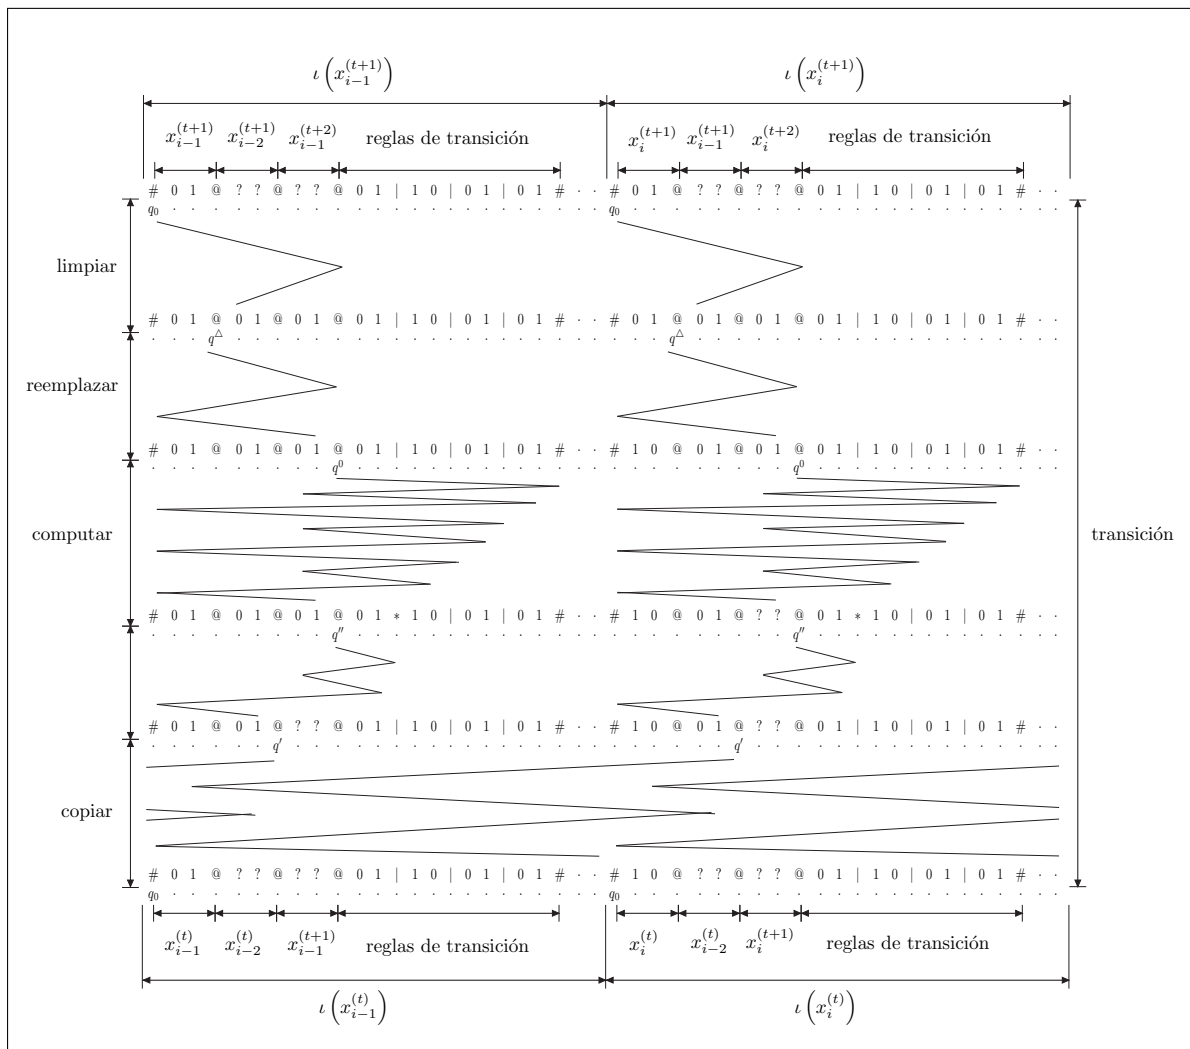 ι(x_{i-1}^{(t+1)}) ι(x_i^{(t+1)})
x_{i-1}^{(t+1)} x_{i-2}^{(t+1)} x_{i-1}^{(t+2)} reglas de transición x_i^{(t+1)} x_{i-1}^{(t+1)} x_i^{(t+2)} reglas de transición
# 0 1 @ ? ? @ ? ? @ 0 1 | 1 0 | 0 1 | 0 1 # · · # 0 1 @ ? ? @ ? ? @ 0 1 | 1 0 | 0 1 | 0 1 # · ·
q_0 · · · · · · · · · · · · · · · · · · · · · q_0 · · · · · · · · · · · · · · · · · · · ·
limpiar
# 0 1 @ 0 1 @ 0 1 @ 0 1 | 1 0 | 0 1 | 0 1 # · · # 0 1 @ 0 1 @ 0 1 @ 0 1 | 1 0 | 0 1 | 0 1 # · ·
· · · q^△ · · · · · · · · · · · · · · · · · · · · · q^△ · · · · · · · · · · · · · · · · ·
reemplazar
# 0 1 @ 0 1 @ 0 1 @ 0 1 | 1 0 | 0 1 | 0 1 # · · # 1 0 @ 0 1 @ 0 1 @ 0 1 | 1 0 | 0 1 | 0 1 # · ·
· · · · · · · · · q^0 · · · · · · · · · · · · · · · · · · · · · q^0 · · · · · · · · · · ·
computar transición
# 0 1 @ 0 1 @ 0 1 @ 0 1 * 1 0 | 0 1 | 0 1 # · · # 1 0 @ 0 1 @ ? ? @ 0 1 * 1 0 | 0 1 | 0 1 # · ·
· · · · · · · · · q″ · · · · · · · · · · · · · · · · · · · · · q″ · · · · · · · · · · ·
# 0 1 @ 0 1 @ ? ? @ 0 1 | 1 0 | 0 1 | 0 1 # · · # 1 0 @ 0 1 @ ? ? @ 0 1 | 1 0 | 0 1 | 0 1 # · ·
· · · · · · q′ · · · · · · · · · · · · · · · · · · · · · q′ · · · · · · · · · · · · · ·
copiar
# 0 1 @ ? ? @ ? ? @ 0 1 | 1 0 | 0 1 | 0 1 # · · # 1 0 @ ? ? @ ? ? @ 0 1 | 1 0 | 0 1 | 0 1 # · ·
q_0 · · · · · · · · · · · · · · · · · · · · · q_0 · · · · · · · · · · · · · · · · · · · ·
x_{i-1}^{(t)} x_{i-2}^{(t)} x_{i-1}^{(t+1)} reglas de transición x_i^{(t)} x_{i-2}^{(t)} x_i^{(t+1)} reglas de transición
ι(x_{i-1}^{(t)}) ι(x_i^{(t)})